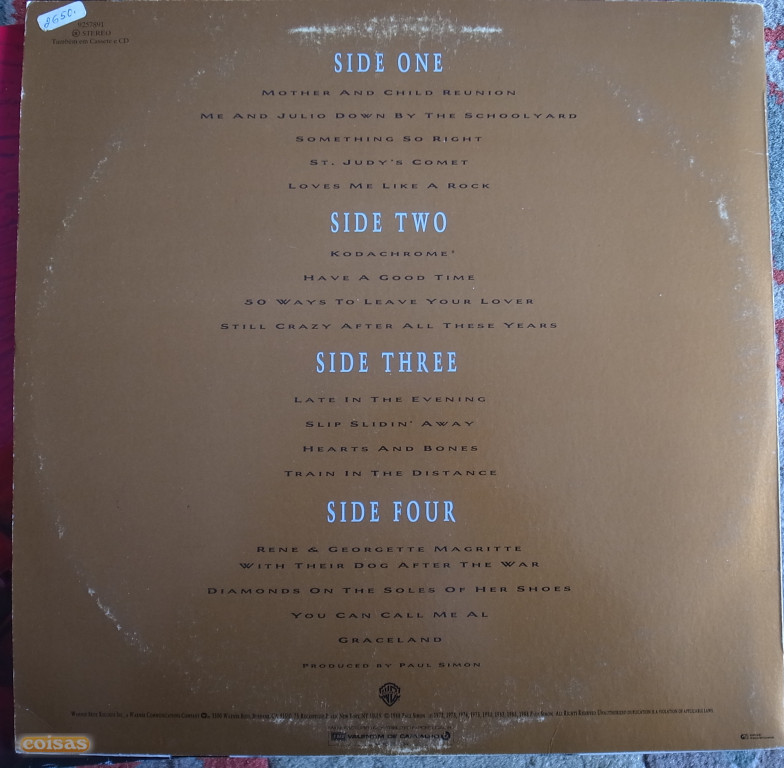 2650.
STEREO
Também em Cassete e CD
SIDE ONE
MOTHER AND CHILD REUNION
ME AND JULIO DOWN BY THE SCHOOLYARD
SOMETHING SO RIGHT
ST. JUDY'S COMET
LOVES ME LIKE A ROCK
SIDE TWO
KODACHROME*
HAVE A GOOD TIME
50 WAYS TO LEAVE YOUR LOVER
STILL CRAZY AFTER ALL THESE YEARS
SIDE THREE
LATE IN THE EVENING
SLIP SLIDIN' AWAY
HEARTS AND BONES
TRAIN IN THE DISTANCE
SIDE FOUR
RENE & GEORGETTE MAGRITTE
WITH THEIR DOG AFTER THE WAR
DIAMONDS ON THE SOLES OF HER SHOES
YOU CAN CALL ME AL
GRACELAND
PRODUCED BY PAUL SIMON
coisas